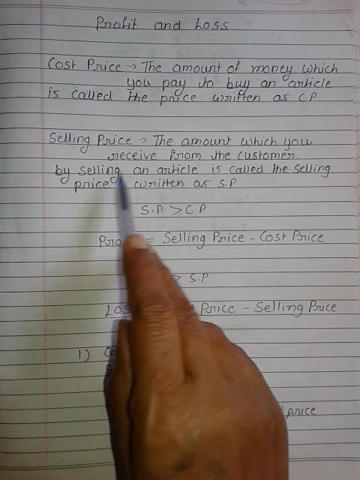 Profit and Loss
Cost Price → The amount of money which
you pay to buy an article
is called the price written as C.P
Selling Price → The amount which you
receive from the customer
by selling an article is called the selling
price written as S.P
S.P > C.P
= Selling Price - Cost Price
> S.P
Price - Selling Price
1)
price